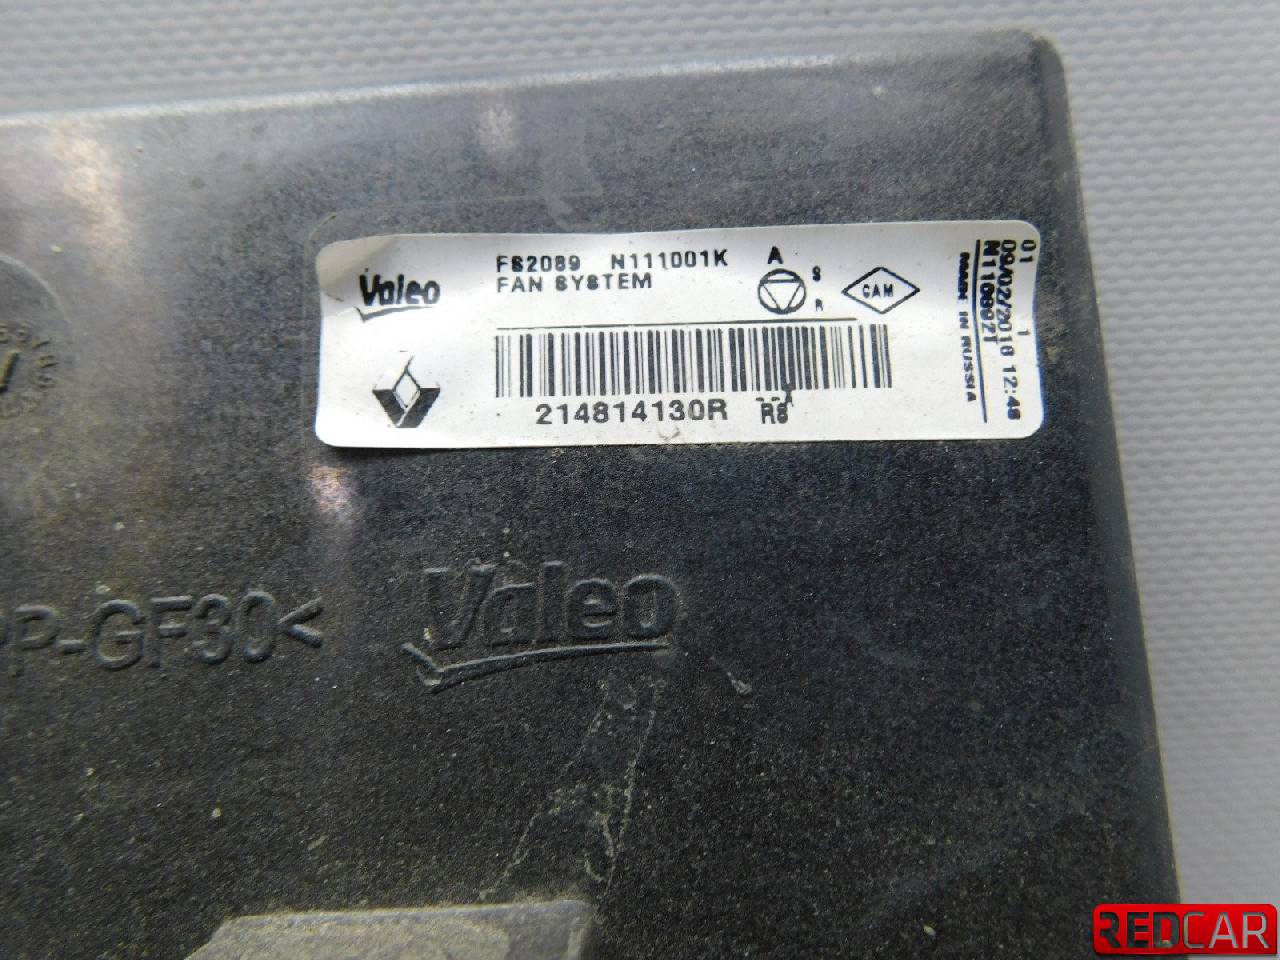 Valeo
FS2089 N111001K
FAN SYSTEM
A
S
R
CAM
214814130R
R8
A
01 1
09/02/2018 12:48
MADE IN RUSSIA
PP-GF30<
Valeo
REDCAR